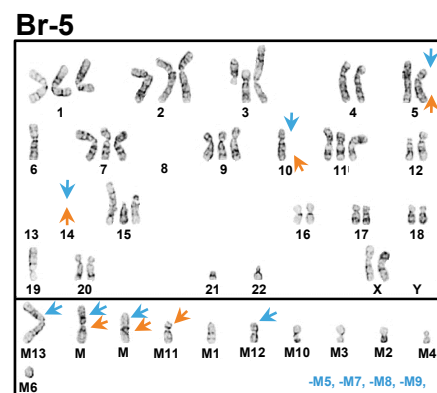 Br-5
1 2 3 4 5
6 7 8 9 10 11 12
13 14 15 16 17 18
19 20 21 22 X Y
M13 M M M11 M1 M12 M10 M3 M2 M4
M6
-M5, -M7, -M8, -M9,